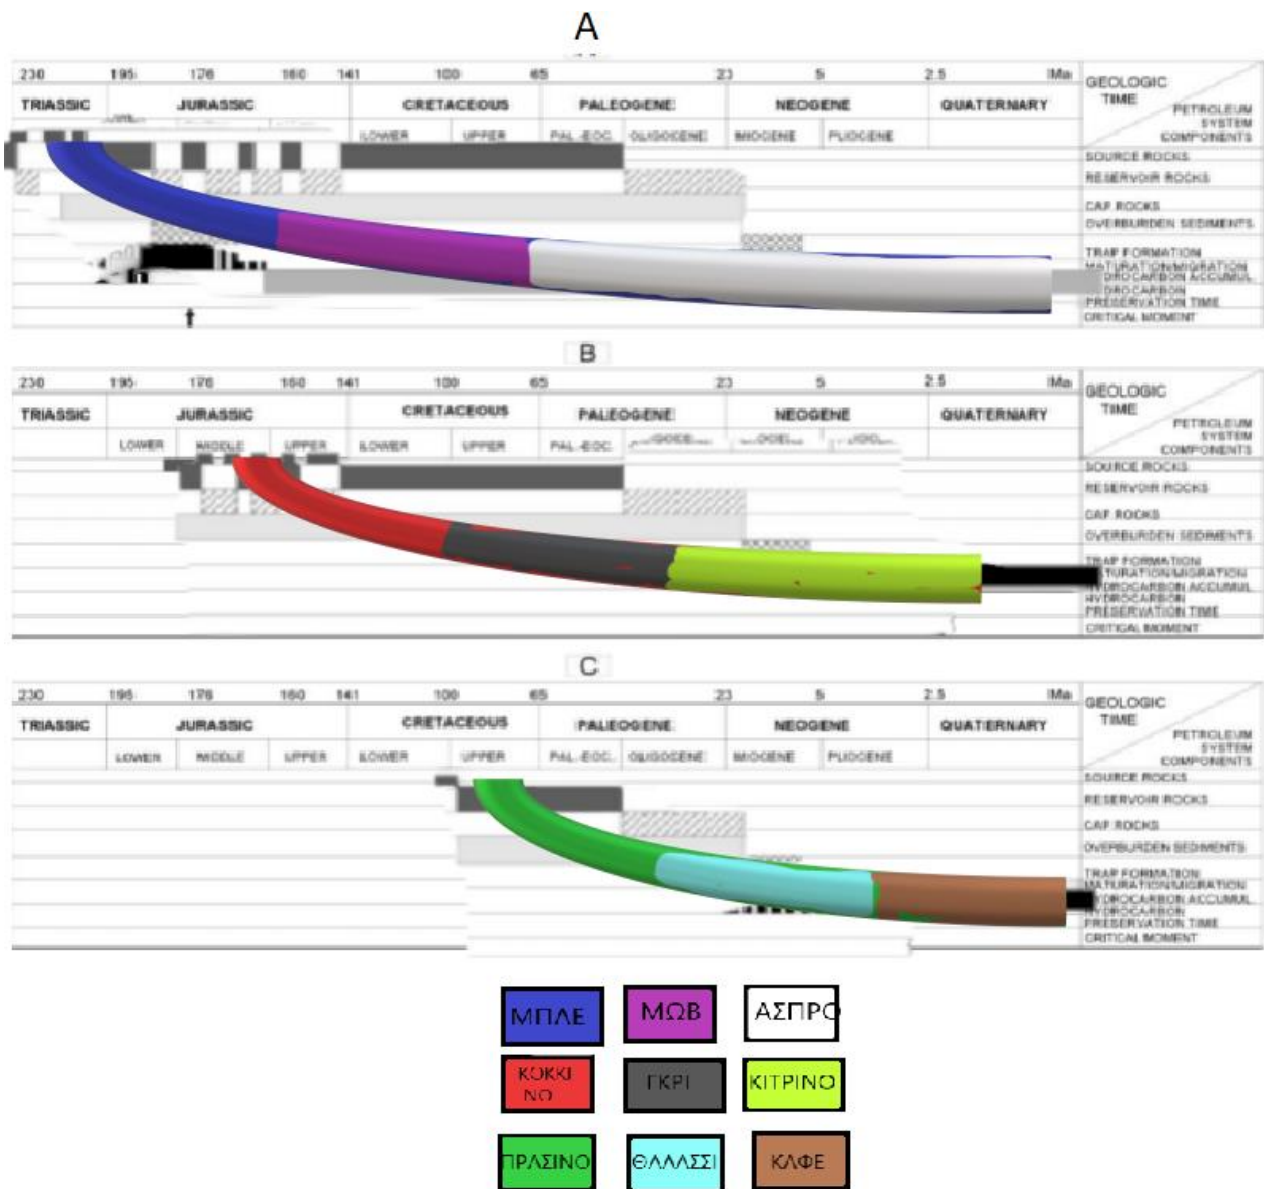 A
230 195 176 160 141 100 65 23 5 2.5 Ma
GEOLOGIC
TIME
TRIASSIC JURASSIC CRETACEOUS PALEOGENE NEOGENE QUATERNARY
PETROLEUM
SYSTEM
COMPONENTS
LOWER UPPER PAL.-EOC. OLIGOCENE MIOCENE PLIOCENE
SOURCE ROCKS
RESERVOIR ROCKS
CAP ROCKS
OVERBURDEN SEDIMENTS
TRAP FORMATION
MATURATION/MIGRATION
HYDROCARBON ACCUMUL.
HYDROCARBON
PRESERVATION TIME
CRITICAL MOMENT
B
230 195 176 160 141 100 65 23 5 2.5 Ma
GEOLOGIC
TIME
TRIASSIC JURASSIC CRETACEOUS PALEOGENE NEOGENE QUATERNARY
PETROLEUM
SYSTEM
COMPONENTS
LOWER MIDDLE UPPER LOWER UPPER PAL.-EOC.
SOURCE ROCKS
RESERVOIR ROCKS
CAP ROCKS
OVERBURDEN SEDIMENTS
TRAP FORMATION
MATURATION/MIGRATION
HYDROCARBON ACCUMUL.
HYDROCARBON
PRESERVATION TIME
CRITICAL MOMENT
C
230 195 176 160 141 100 65 23 5 2.5 Ma
GEOLOGIC
TIME
TRIASSIC JURASSIC CRETACEOUS PALEOGENE NEOGENE QUATERNARY
PETROLEUM
SYSTEM
COMPONENTS
LOWER MIDDLE UPPER LOWER UPPER PAL.-EOC. OLIGOCENE MIOCENE PLIOCENE
SOURCE ROCKS
RESERVOIR ROCKS
CAP ROCKS
OVERBURDEN SEDIMENTS
TRAP FORMATION
MATURATION/MIGRATION
HYDROCARBON ACCUMUL.
HYDROCARBON
PRESERVATION TIME
CRITICAL MOMENT
ΜΠΛΕ ΜΩΒ ΑΣΠΡΟ
ΚΟΚΚΙ
ΝΟ
ΓΚΡΙ ΚΙΤΡΙΝΟ
ΠΡΑΣΙΝΟ ΘΑΛΑΣΣΙ ΚΑΦΕ